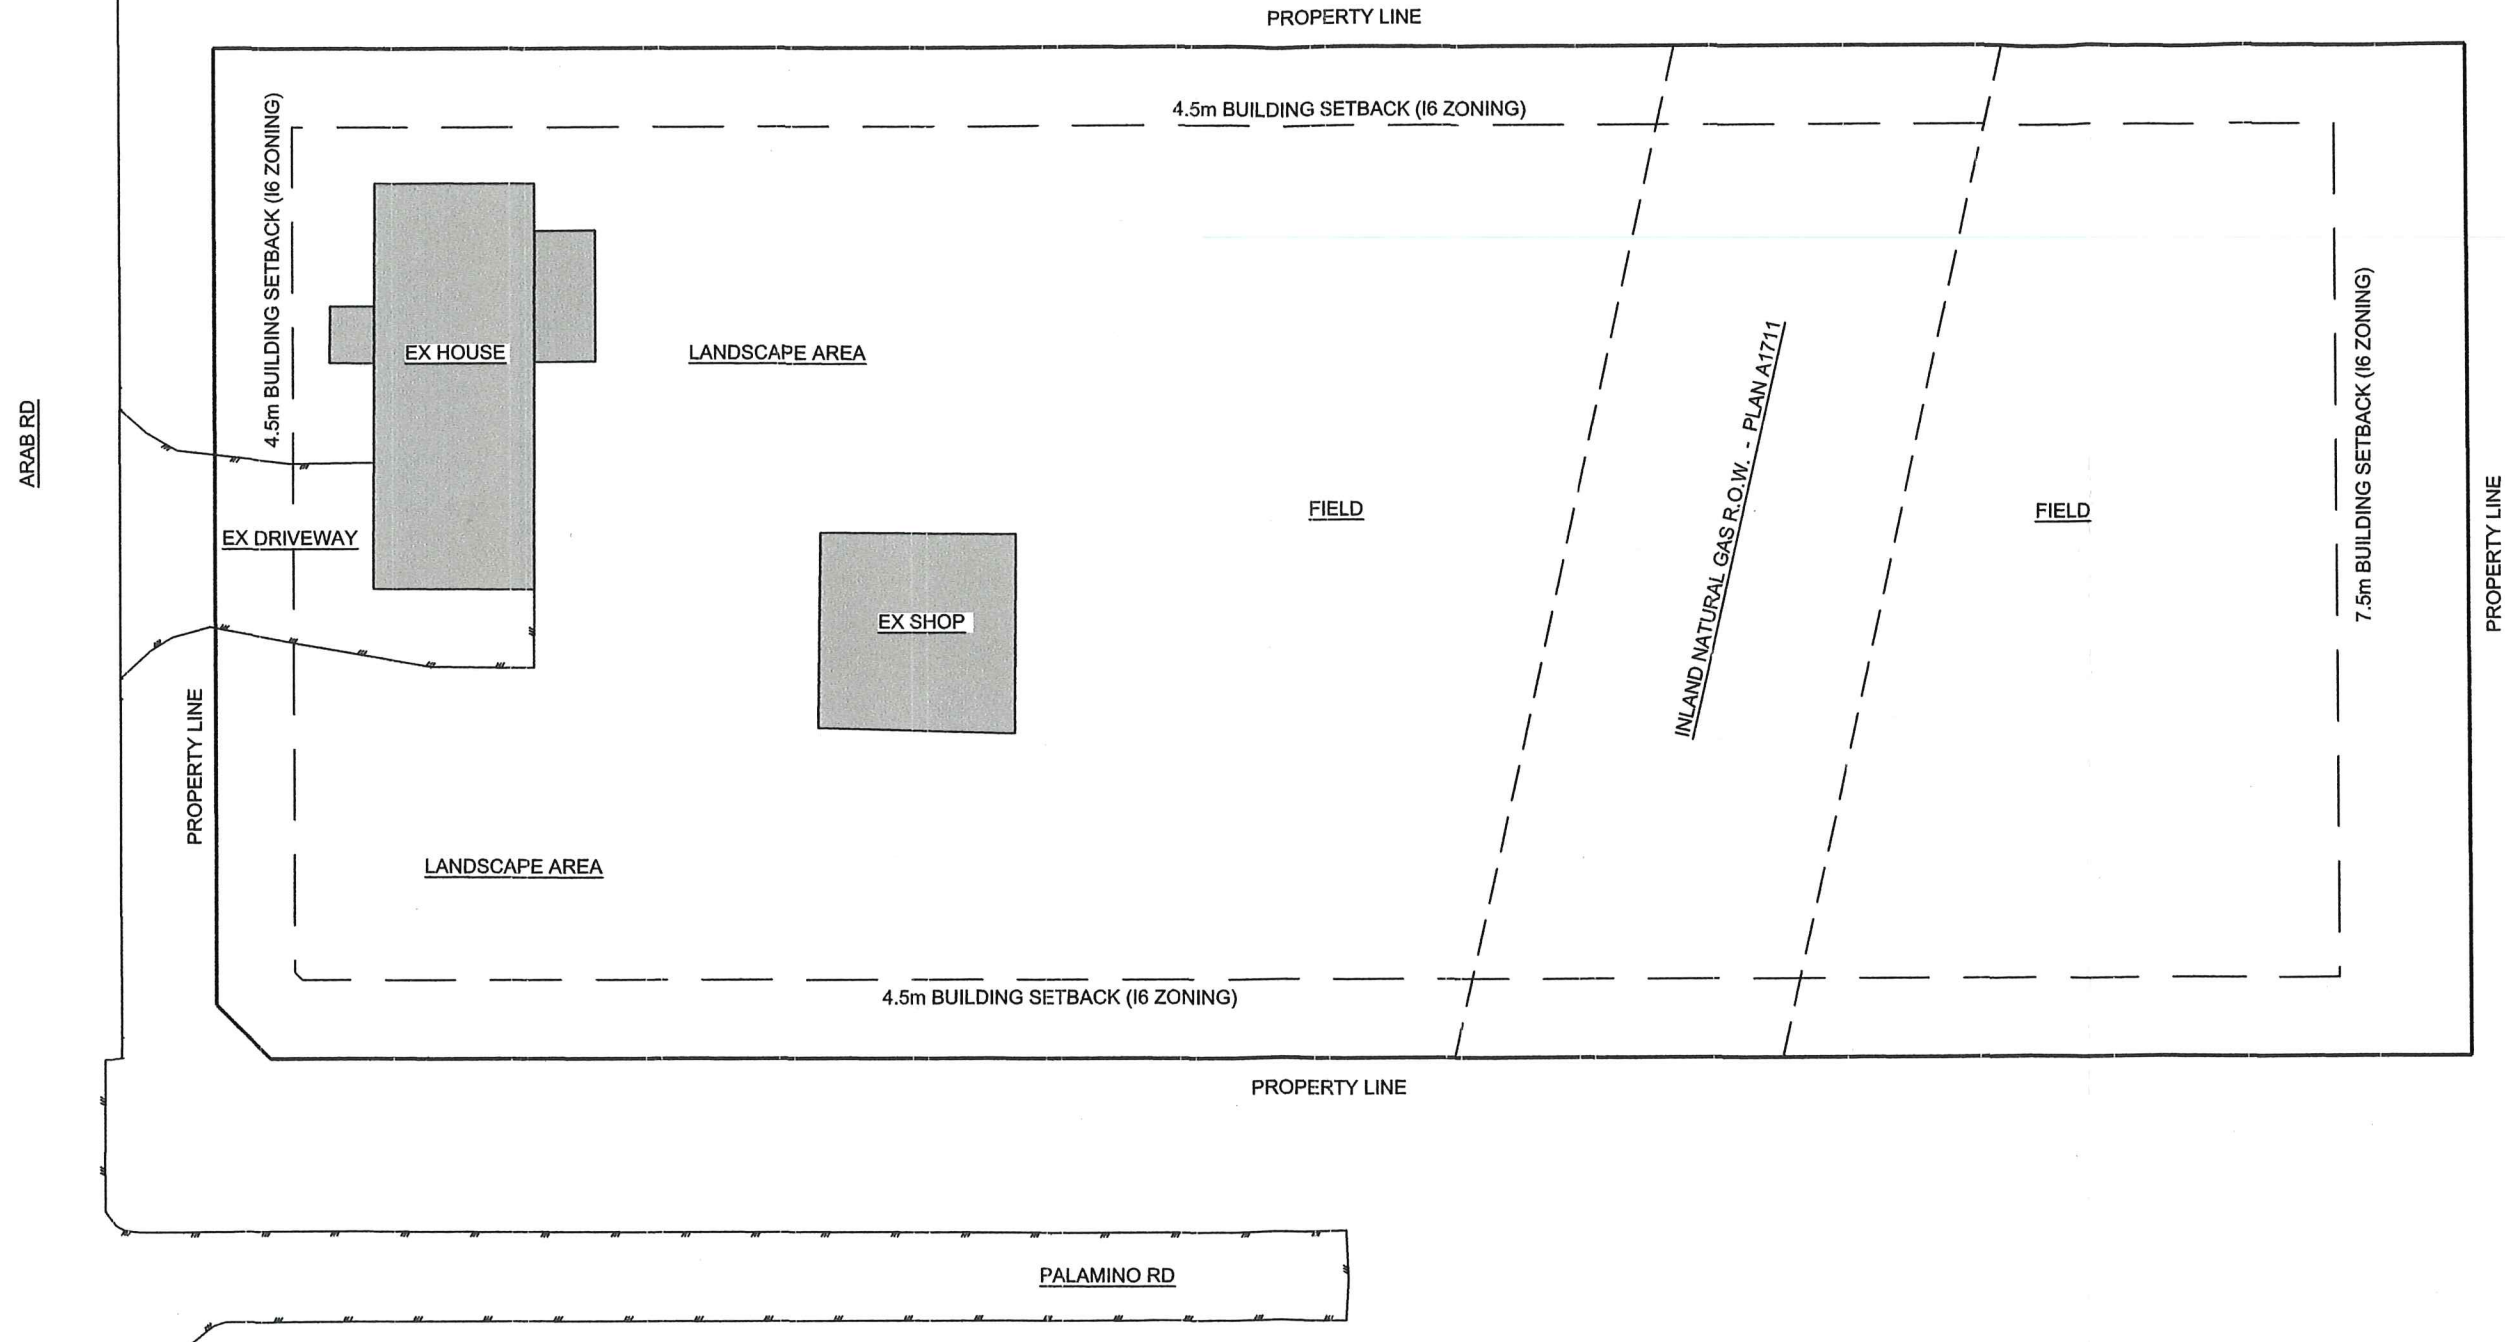 PROPERTY LINE
4.5m BUILDING SETBACK (I6 ZONING)
4.5m BUILDING SETBACK (I6 ZONING)
EX HOUSE
LANDSCAPE AREA
ARAB RD
INLAND NATURAL GAS R.O.W. - PLAN A1711
7.5m BUILDING SETBACK (I6 ZONING)
FIELD
FIELD
PROPERTY LINE
EX DRIVEWAY
EX SHOP
PROPERTY LINE
LANDSCAPE AREA
4.5m BUILDING SETBACK (I6 ZONING)
PROPERTY LINE
PALAMINO RD